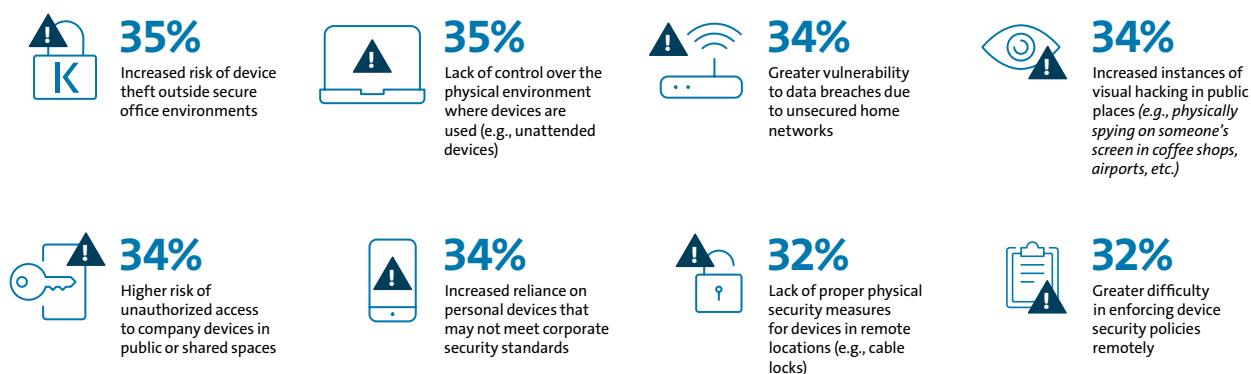 35%
Increased risk of device
theft outside secure
office environments
35%
Lack of control over the
physical environment
where devices are
used (e.g., unattended
devices)
34%
Greater vulnerability
to data breaches due
to unsecured home
networks
34%
Increased instances of
visual hacking in public
places (e.g., physically
spying on someone's
screen in coffee shops,
airports, etc.)
34%
Higher risk of
unauthorized access
to company devices in
public or shared spaces
34%
Increased reliance on
personal devices that
may not meet corporate
security standards
32%
Lack of proper physical
security measures
for devices in remote
locations (e.g., cable
locks)
32%
Greater difficulty
in enforcing device
security policies
remotely
K
!
!
!
!
!
!
!
!